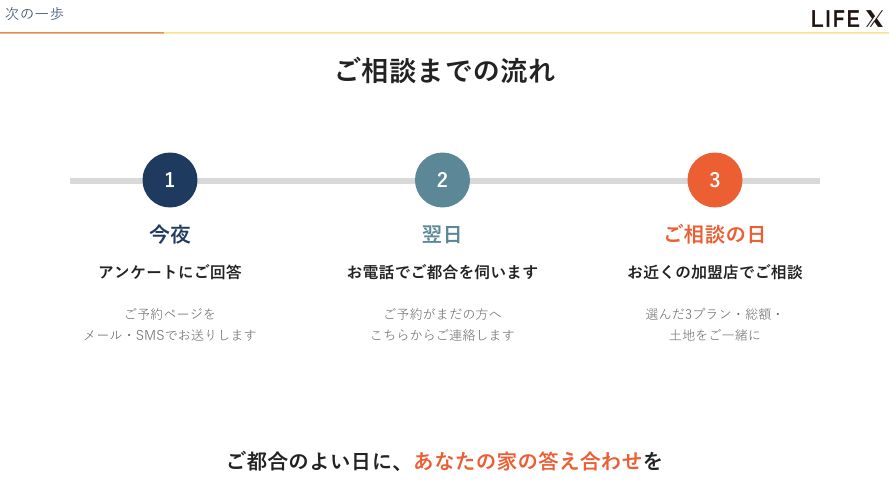 次の一歩
LIFE X
ご相談までの流れ
1
2
3
今夜
翌日
ご相談の日
アンケートにご回答
お電話でご都合を伺います
お近くの加盟店でご相談
ご予約ページを
メール・SMSでお送りします
ご予約がまだの方へ
こちらからご連絡します
選んだ3プラン・総額・
土地をご一緒に
ご都合のよい日に、あなたの家の答え合わせを